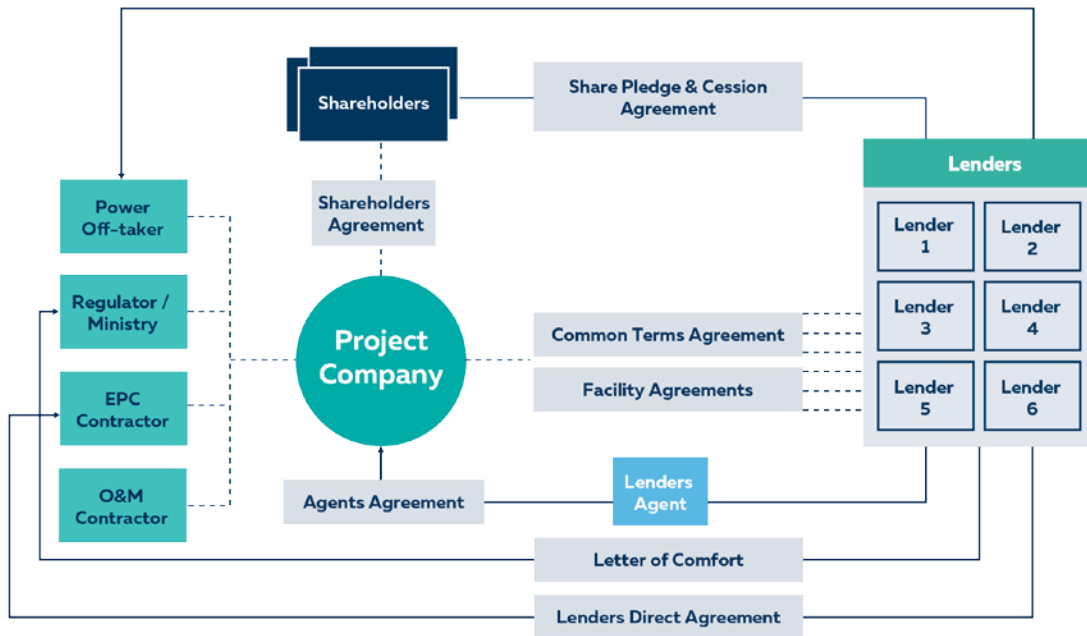 Shareholders
Share Pledge & Cession
Agreement
Lenders
Power
Off-taker
Shareholders
Agreement
Lender
1
Lender
2
Regulator /
Ministry
Project
Company
Common Terms Agreement
Lender
3
Lender
4
EPC
Contractor
Facility Agreements
Lender
5
Lender
6
O&M
Contractor
Agents Agreement
Lenders
Agent
Letter of Comfort
Lenders Direct Agreement